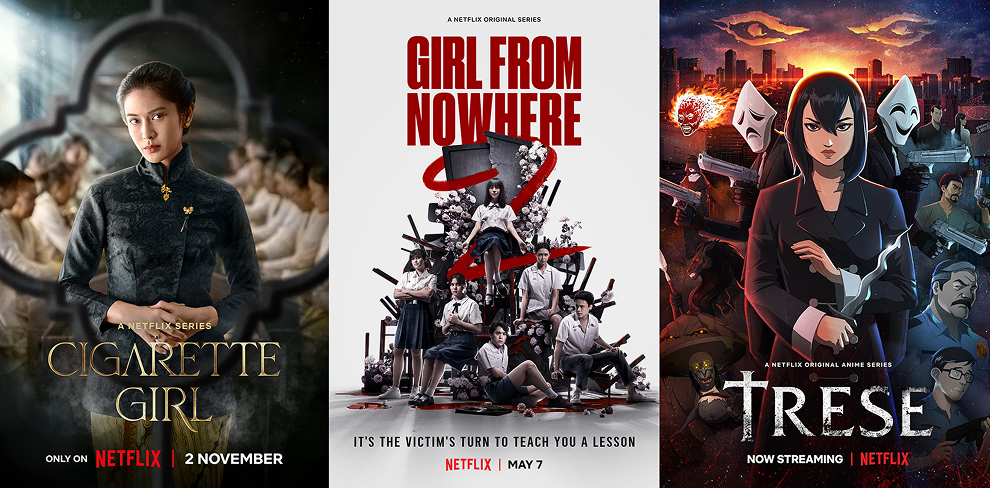 A NETFLIX SERIES
CIGARETTE
GIRL
ONLY ON NETFLIX | 2 NOVEMBER
A NETFLIX ORIGINAL SERIES
GIRL FROM
NOWHERE
2
IT'S THE VICTIM'S TURN TO TEACH YOU A LESSON
NETFLIX | MAY 7
A NETFLIX ORIGINAL ANIME SERIES
TRESE
NOW STREAMING | NETFLIX